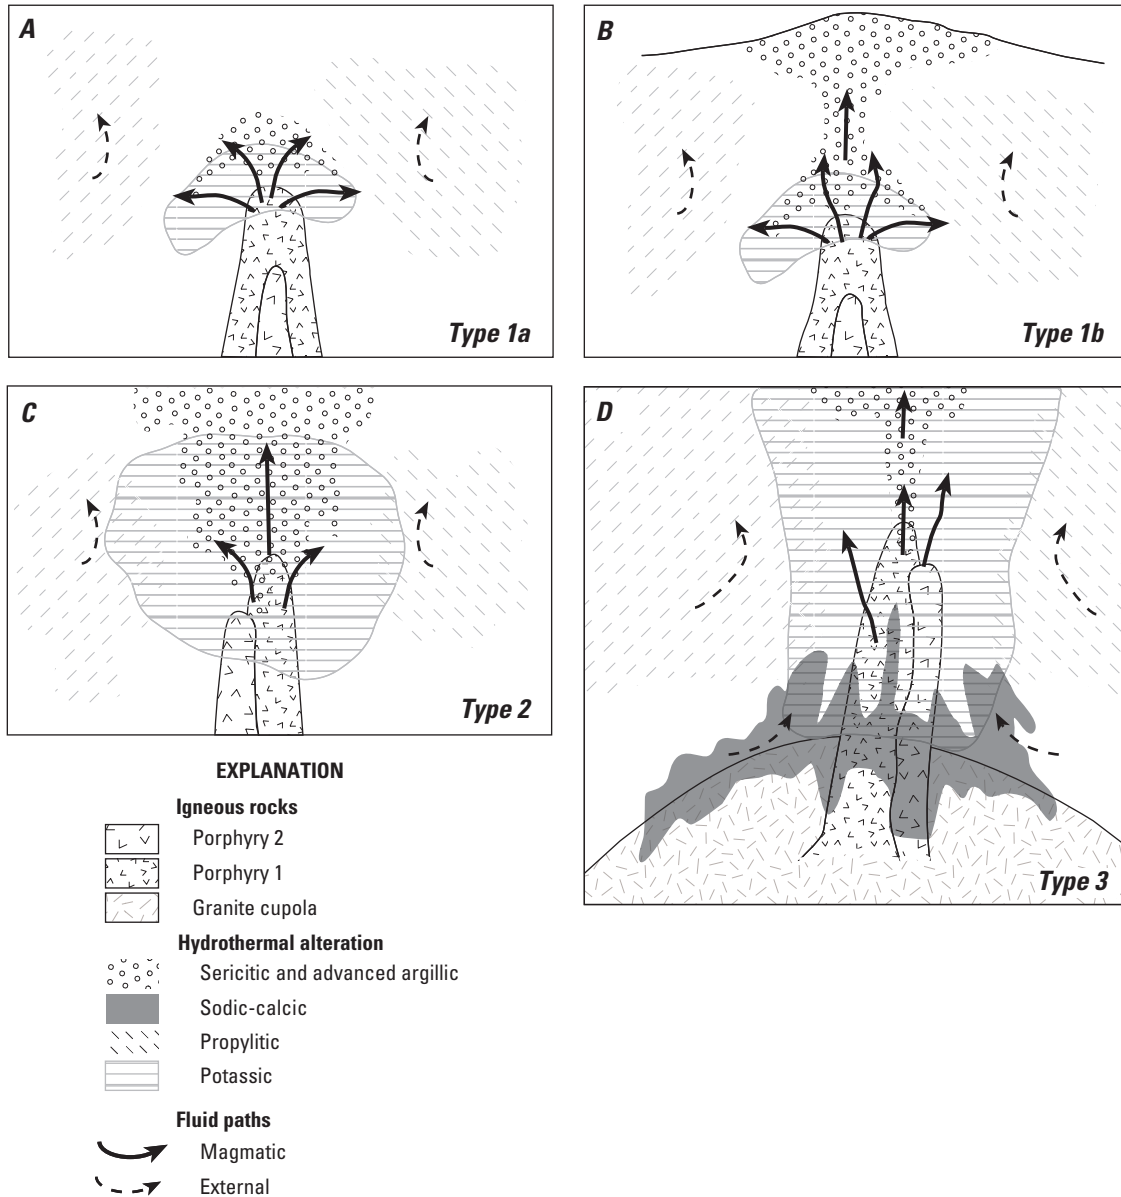 A
Type 1a
B
Type 1b
C
Type 2
D
Type 3
EXPLANATION
Igneous rocks
Porphyry 2
Porphyry 1
Granite cupola
Hydrothermal alteration
Sericitic and advanced argillic
Sodic-calcic
Propylitic
Potassic
Fluid paths
Magmatic
External